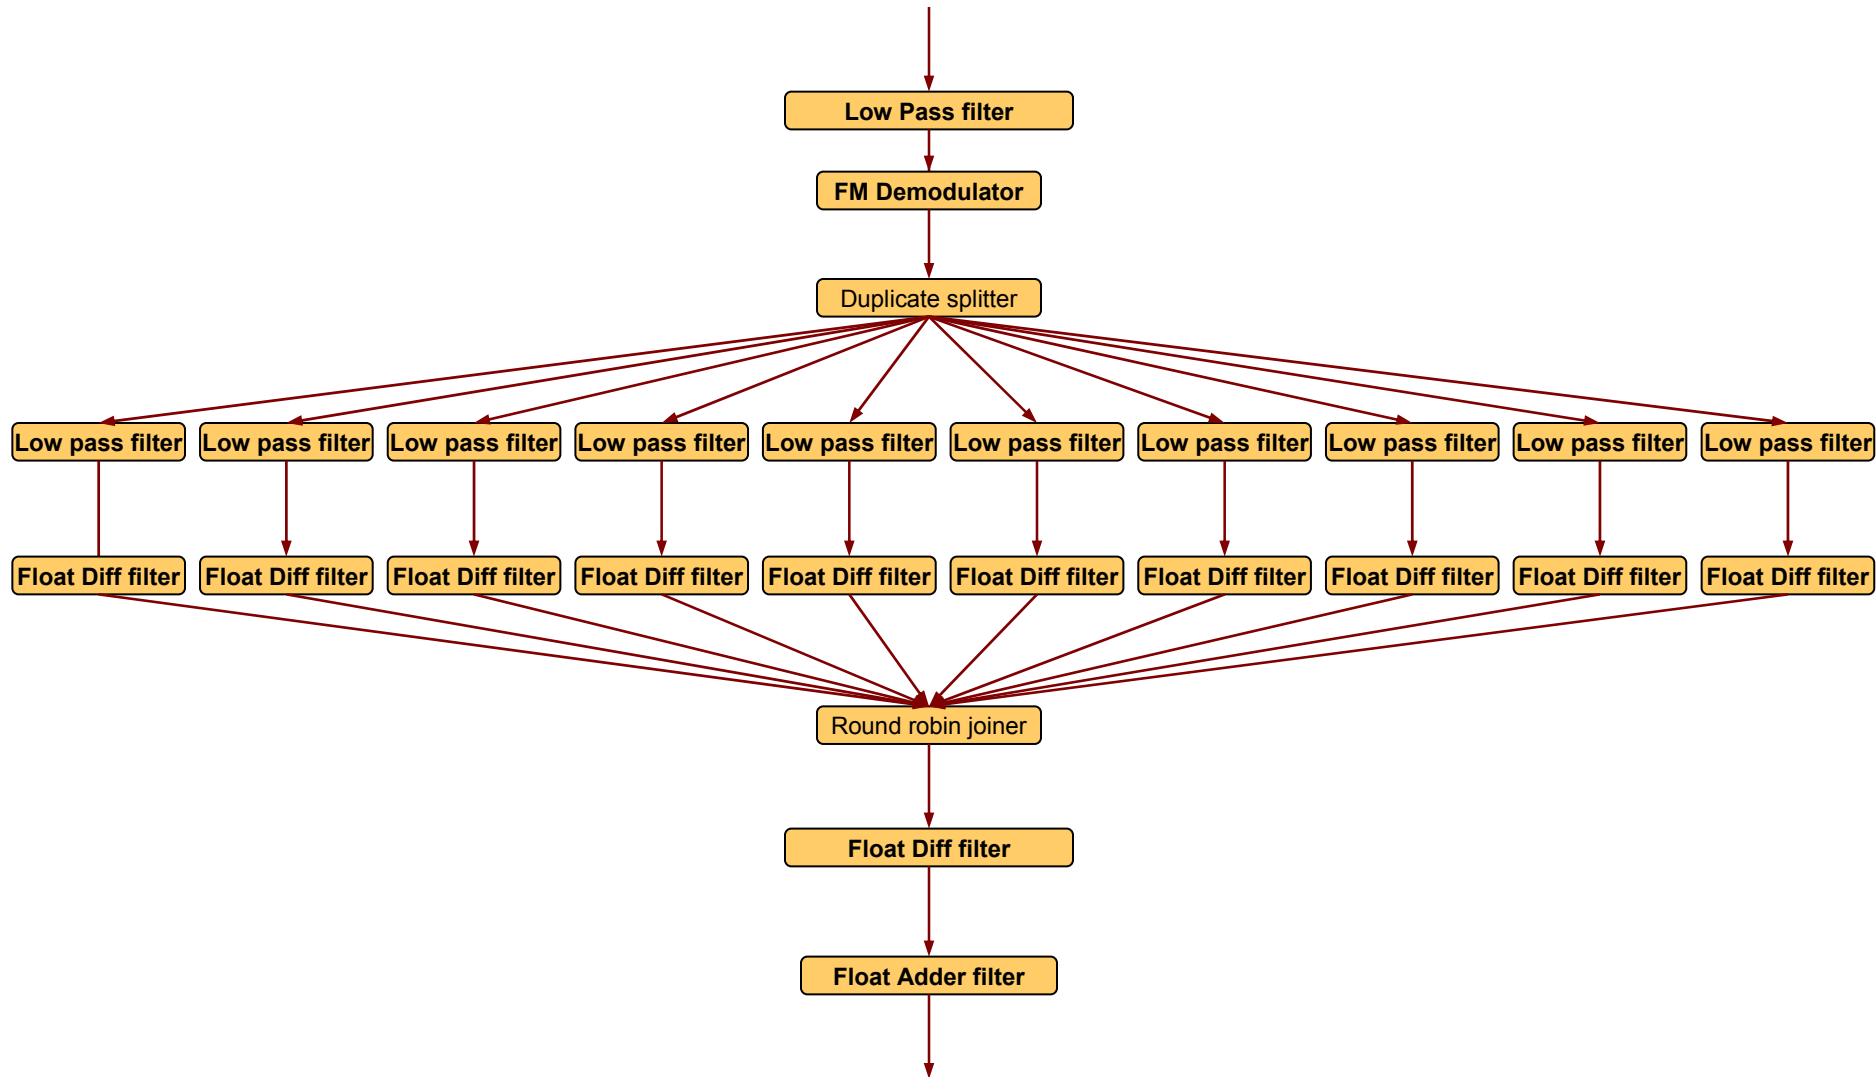 Low Pass filter
FM Demodulator
Duplicate splitter
Low pass filter
Low pass filter
Low pass filter
Low pass filter
Low pass filter
Low pass filter
Low pass filter
Low pass filter
Low pass filter
Low pass filter
Float Diff filter
Float Diff filter
Float Diff filter
Float Diff filter
Float Diff filter
Float Diff filter
Float Diff filter
Float Diff filter
Float Diff filter
Float Diff filter
Round robin joiner
Float Diff filter
Float Adder filter